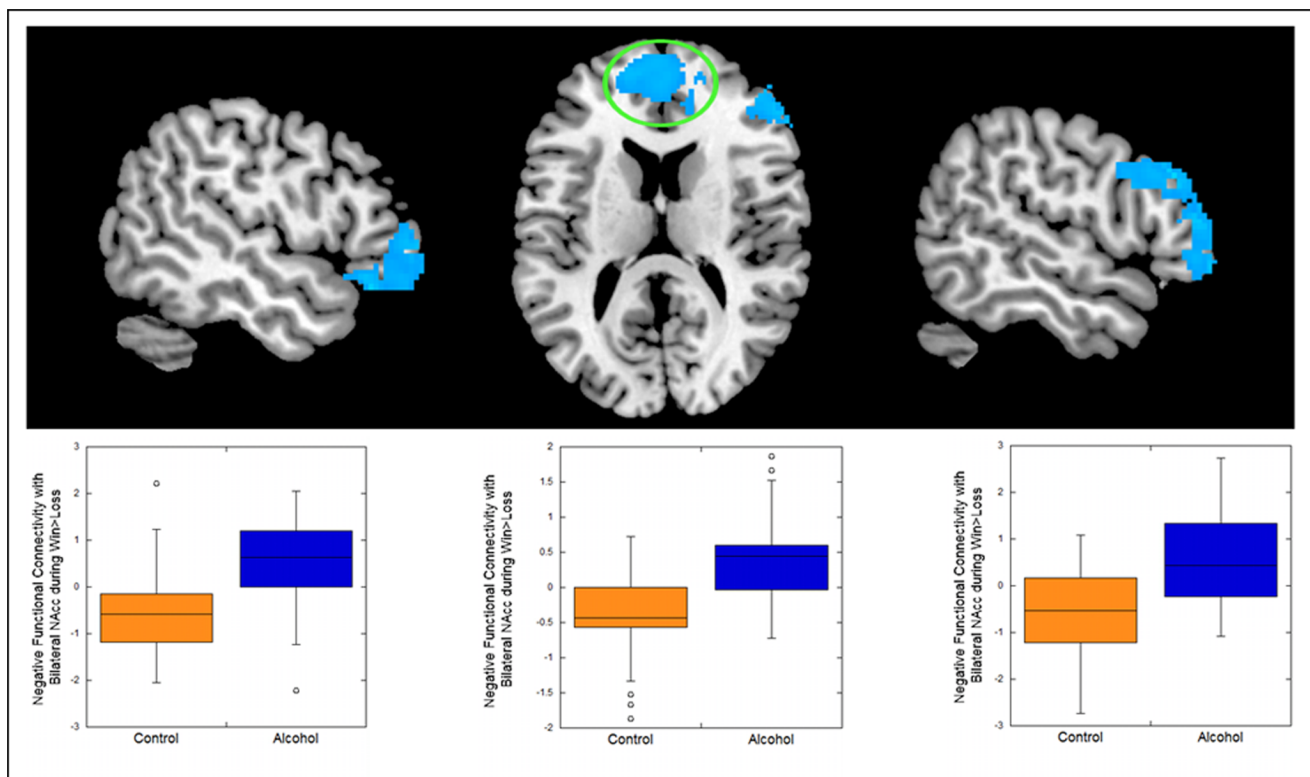 Negative Functional Connectivity with
Bilateral NAcc during Win>Loss
3
2
1
0
-1
-2
-3
Control Alcohol
Negative Functional Connectivity with
Bilateral NAcc during Win>Loss
2
1.5
1
0.5
0
-0.5
-1
-1.5
-2
Control Alcohol
Negative Functional Connectivity with
Bilateral NAcc during Win>Loss
3
2
1
0
-1
-2
-3
Control Alcohol